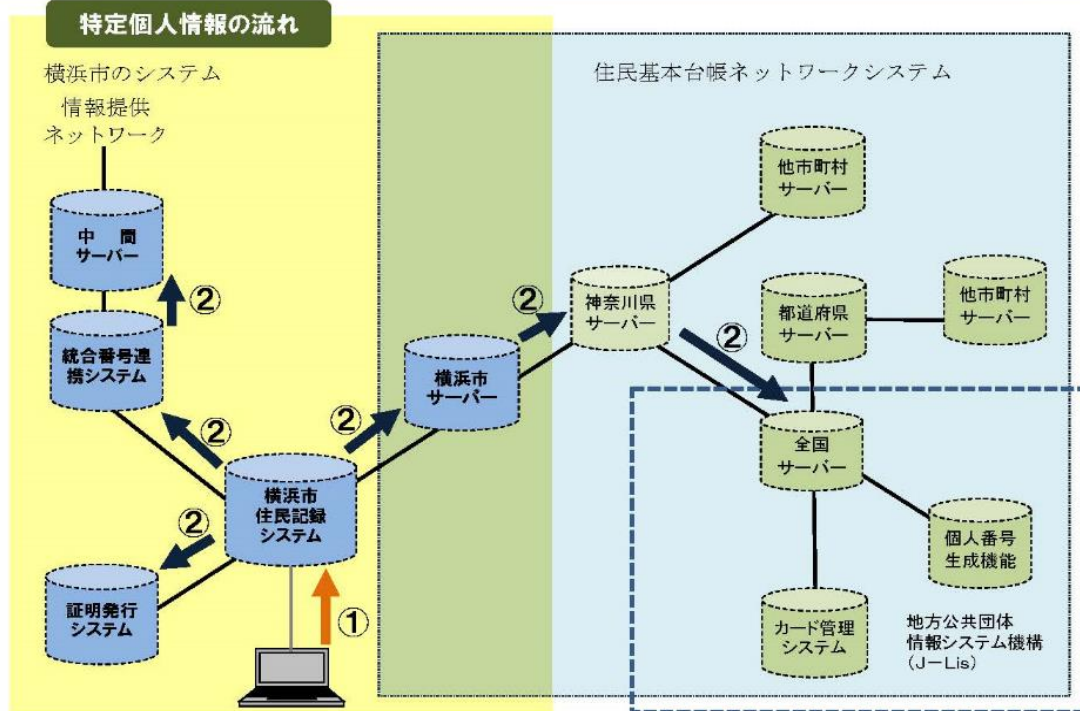 特定個人情報の流れ
横浜市のシステム
情報提供
ネットワーク
住民基本台帳ネットワークシステム
他市町村
サーバー
中　間
サーバー
②
②
神奈川県
サーバー
都道府県
サーバー
他市町村
サーバー
統合番号連
携システム
②
横浜市
サーバー
②
②
全国
サーバー
横浜市
住民記録
システム
②
個人番号
生成機能
証明発行
システム
①
カード管理
システム
地方公共団体
情報システム機構
(J－Lis)